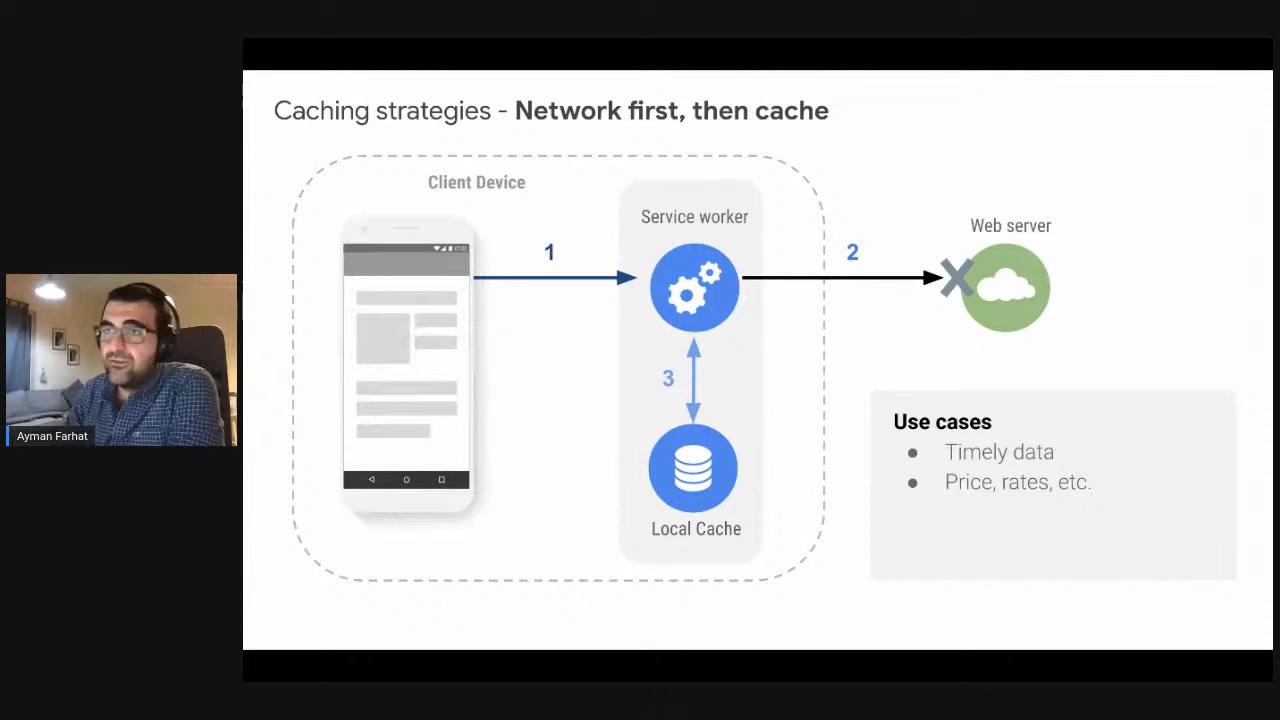 Caching strategies - Network first, then cache
Client Device
Service worker
Web server
1
2
3
Local Cache
Use cases
Timely data
Price, rates, etc.
Ayman Farhat